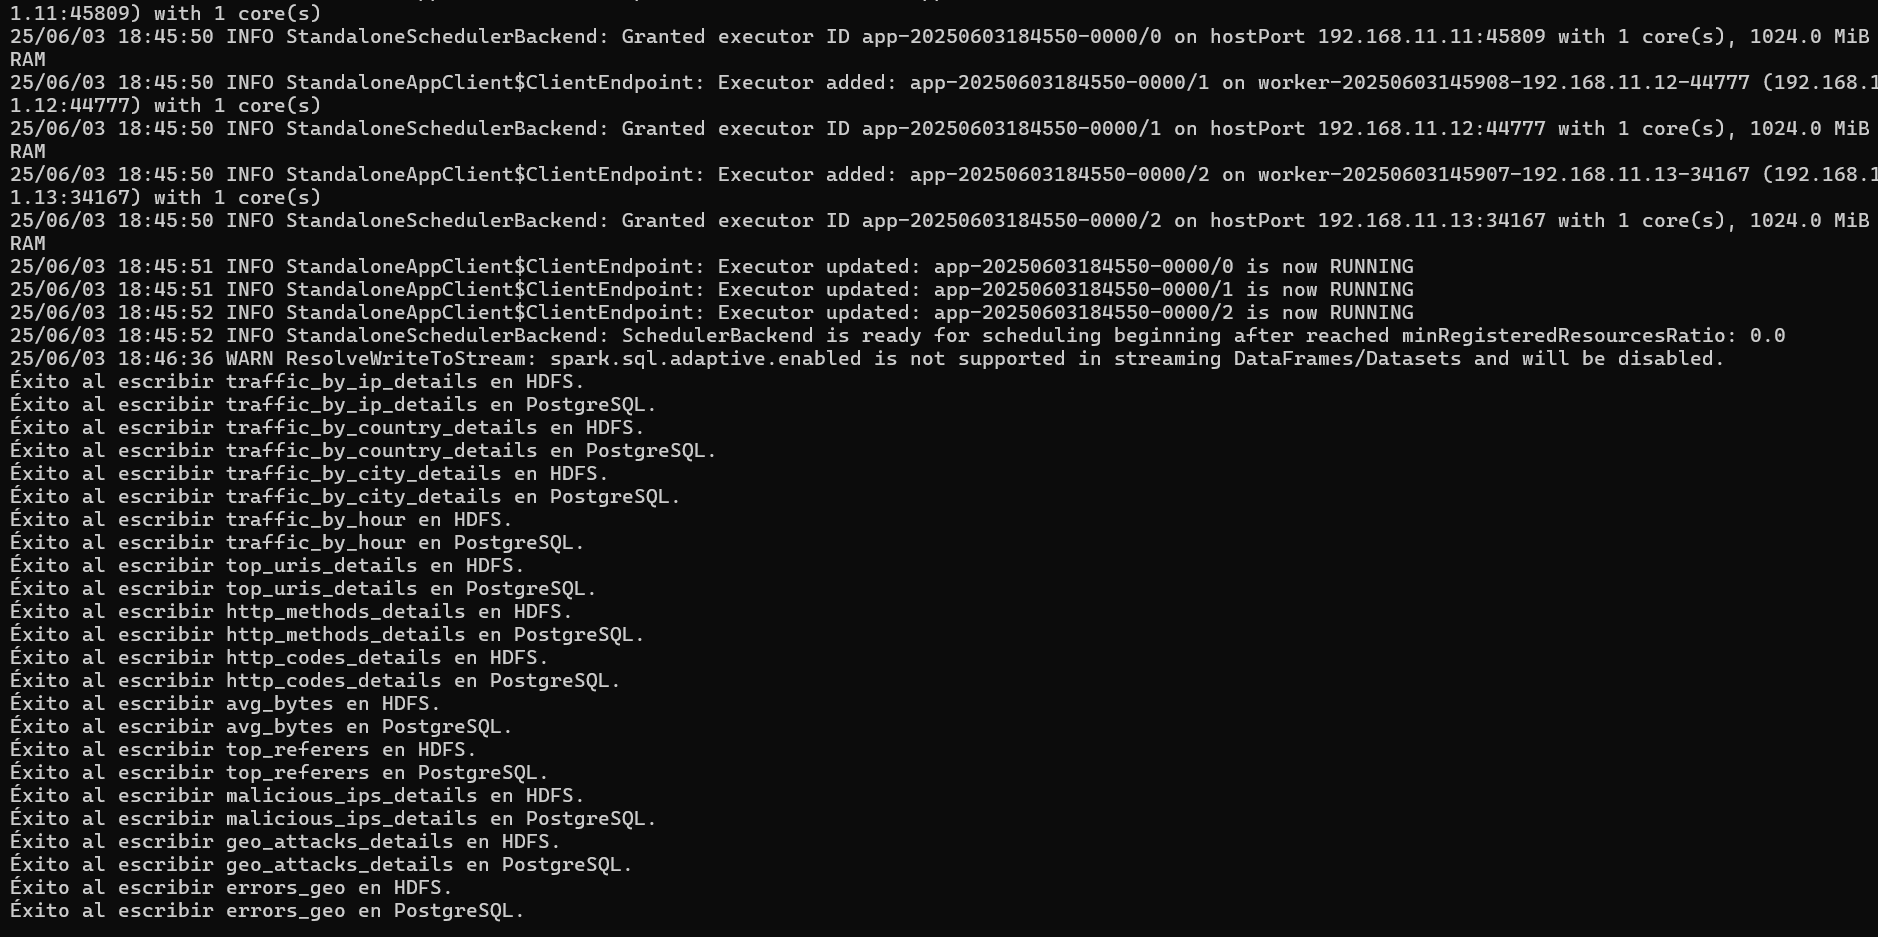 1.11:45809) with 1 core(s)
25/06/03 18:45:50 INFO StandaloneSchedulerBackend: Granted executor ID app-20250603184550-0000/0 on hostPort 192.168.11.11:45809 with 1 core(s), 1024.0 MiB
RAM
25/06/03 18:45:50 INFO StandaloneAppClient$ClientEndpoint: Executor added: app-20250603184550-0000/1 on worker-20250603145908-192.168.11.12-44777 (192.168.1
1.12:44777) with 1 core(s)
25/06/03 18:45:50 INFO StandaloneSchedulerBackend: Granted executor ID app-20250603184550-0000/1 on hostPort 192.168.11.12:44777 with 1 core(s), 1024.0 MiB
RAM
25/06/03 18:45:50 INFO StandaloneAppClient$ClientEndpoint: Executor added: app-20250603184550-0000/2 on worker-20250603145907-192.168.11.13-34167 (192.168.1
1.13:34167) with 1 core(s)
25/06/03 18:45:50 INFO StandaloneSchedulerBackend: Granted executor ID app-20250603184550-0000/2 on hostPort 192.168.11.13:34167 with 1 core(s), 1024.0 MiB
RAM
25/06/03 18:45:51 INFO StandaloneAppClient$ClientEndpoint: Executor updated: app-20250603184550-0000/0 is now RUNNING
25/06/03 18:45:51 INFO StandaloneAppClient$ClientEndpoint: Executor updated: app-20250603184550-0000/1 is now RUNNING
25/06/03 18:45:52 INFO StandaloneAppClient$ClientEndpoint: Executor updated: app-20250603184550-0000/2 is now RUNNING
25/06/03 18:45:52 INFO StandaloneSchedulerBackend: SchedulerBackend is ready for scheduling beginning after reached minRegisteredResourcesRatio: 0.0
25/06/03 18:46:36 WARN ResolveWriteToStream: spark.sql.adaptive.enabled is not supported in streaming DataFrames/Datasets and will be disabled.
Éxito al escribir traffic_by_ip_details en HDFS.
Éxito al escribir traffic_by_ip_details en PostgreSQL.
Éxito al escribir traffic_by_country_details en HDFS.
Éxito al escribir traffic_by_country_details en PostgreSQL.
Éxito al escribir traffic_by_city_details en HDFS.
Éxito al escribir traffic_by_city_details en PostgreSQL.
Éxito al escribir traffic_by_hour en HDFS.
Éxito al escribir traffic_by_hour en PostgreSQL.
Éxito al escribir top_uris_details en HDFS.
Éxito al escribir top_uris_details en PostgreSQL.
Éxito al escribir http_methods_details en HDFS.
Éxito al escribir http_methods_details en PostgreSQL.
Éxito al escribir http_codes_details en HDFS.
Éxito al escribir http_codes_details en PostgreSQL.
Éxito al escribir avg_bytes en HDFS.
Éxito al escribir avg_bytes en PostgreSQL.
Éxito al escribir top_referers en HDFS.
Éxito al escribir top_referers en PostgreSQL.
Éxito al escribir malicious_ips_details en HDFS.
Éxito al escribir malicious_ips_details en PostgreSQL.
Éxito al escribir geo_attacks_details en HDFS.
Éxito al escribir geo_attacks_details en PostgreSQL.
Éxito al escribir errors_geo en HDFS.
Éxito al escribir errors_geo en PostgreSQL.